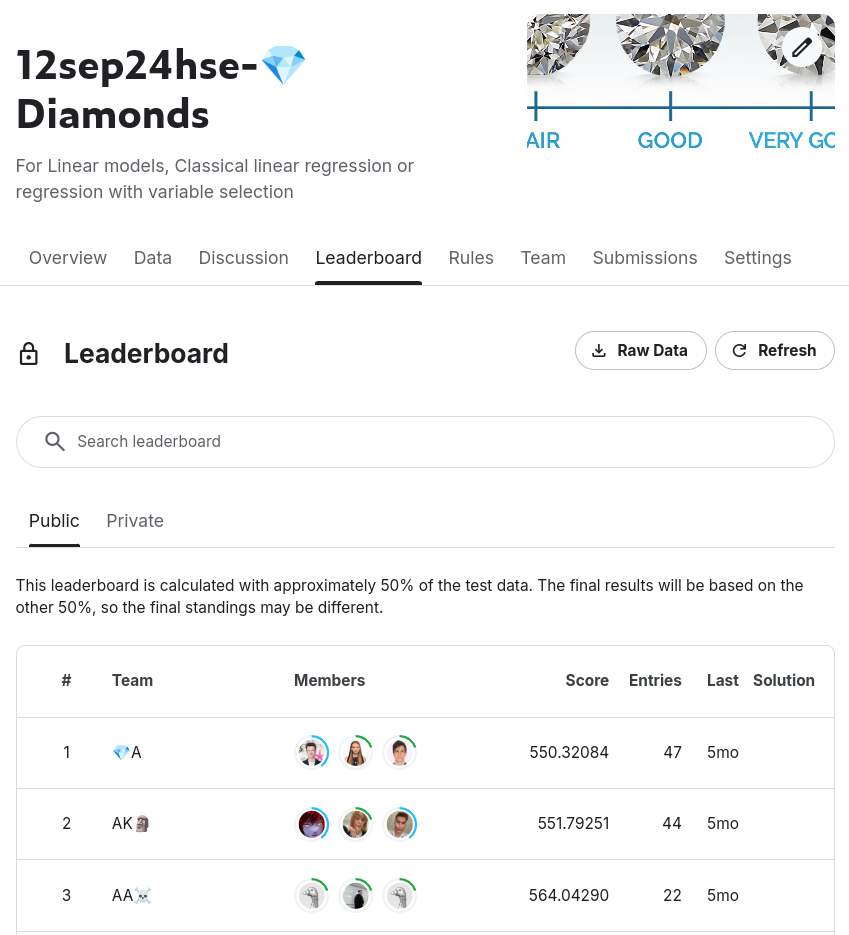 12sep24hse-💎
Diamonds
For Linear models, Classical linear regression or
regression with variable selection
AIR GOOD VERY GO
Overview Data Discussion Leaderboard Rules Team Submissions Settings
Leaderboard
Raw Data Refresh
Search leaderboard
Public Private
This leaderboard is calculated with approximately 50% of the test data. The final results will be based on the
other 50%, so the final standings may be different.
# Team Members Score Entries Last Solution
1 💎A 550.32084 47 5mo
2 AK🗿 551.79251 44 5mo
3 AA☠️ 564.04290 22 5mo